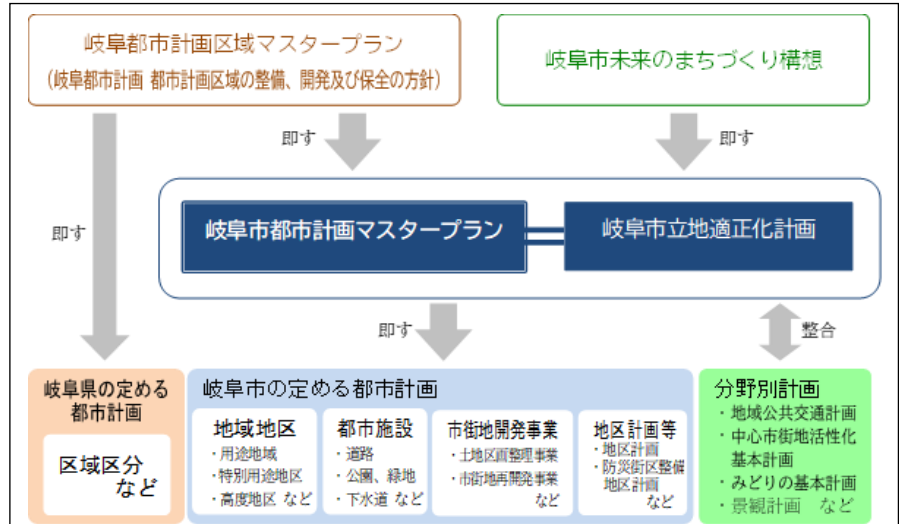 岐阜都市計画区域マスタープラン
（岐阜都市計画 都市計画区域の整備、開発及び保全の方針）
岐阜市未来のまちづくり構想
即す
即す
即す
岐阜市都市計画マスタープラン
岐阜市立地適正化計画
即す
整合
岐阜県の定める
都市計画
区域区分
など
岐阜市の定める都市計画
地域地区
・用途地域
・特別用途地区
・高度地区 など
都市施設
・道路
・公園、緑地
・下水道 など
市街地開発事業
・土地区画整理事業
・市街地再開発事業
など
地区計画等
・地区計画
・防災街区整備
地区計画
など
分野別計画
・地域公共交通計画
・中心市街地活性化
基本計画
・みどりの基本計画
・景観計画 など